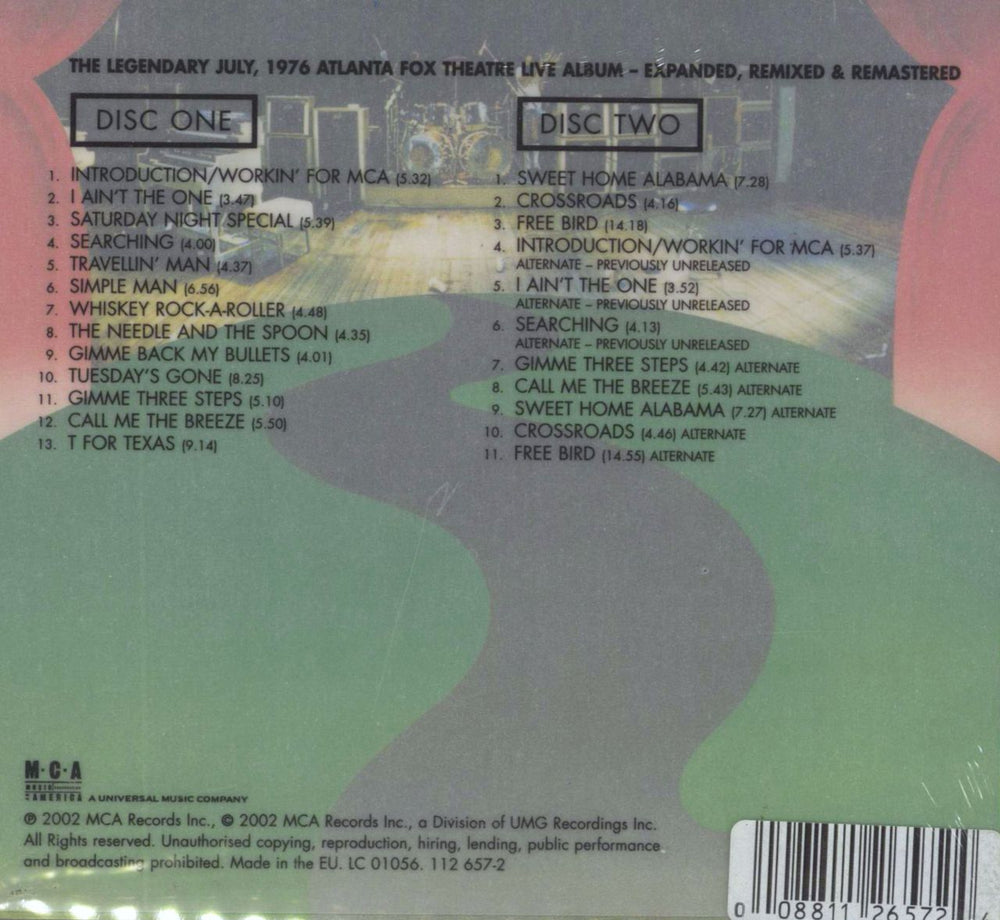 THE LEGENDARY JULY, 1976 ATLANTA FOX THEATRE LIVE ALBUM – EXPANDED, REMIXED & REMASTERED
DISC ONE
1. INTRODUCTION/WORKIN' FOR MCA (5.32)
2. I AIN'T THE ONE (3.47)
3. SATURDAY NIGHT SPECIAL (5.39)
4. SEARCHING (4.00)
5. TRAVELLIN' MAN (4.37)
6. SIMPLE MAN (6.56)
7. WHISKEY ROCK-A-ROLLER (4.48)
8. THE NEEDLE AND THE SPOON (4.35)
9. GIMME BACK MY BULLETS (4.01)
10. TUESDAY'S GONE (8.25)
11. GIMME THREE STEPS (5.10)
12. CALL ME THE BREEZE (5.50)
13. T FOR TEXAS (9.14)
DISC TWO
1. SWEET HOME ALABAMA (7.28)
2. CROSSROADS (4.16)
3. FREE BIRD (14.18)
4. INTRODUCTION/WORKIN' FOR MCA (5.37)
ALTERNATE – PREVIOUSLY UNRELEASED
5. I AIN'T THE ONE (3.52)
ALTERNATE – PREVIOUSLY UNRELEASED
6. SEARCHING (4.13)
ALTERNATE – PREVIOUSLY UNRELEASED
7. GIMME THREE STEPS (4.42) ALTERNATE
8. CALL ME THE BREEZE (5.43) ALTERNATE
9. SWEET HOME ALABAMA (7.27) ALTERNATE
10. CROSSROADS (4.46) ALTERNATE
11. FREE BIRD (14.55) ALTERNATE
M·C·A
MUSIC
AMERICA A UNIVERSAL MUSIC COMPANY
℗ 2002 MCA Records Inc., © 2002 MCA Records Inc., a Division of UMG Recordings Inc.
All Rights reserved. Unauthorised copying, reproduction, hiring, lending, public performance
and broadcasting prohibited. Made in the EU. LC 01056. 112 657-2
0 08811 26572